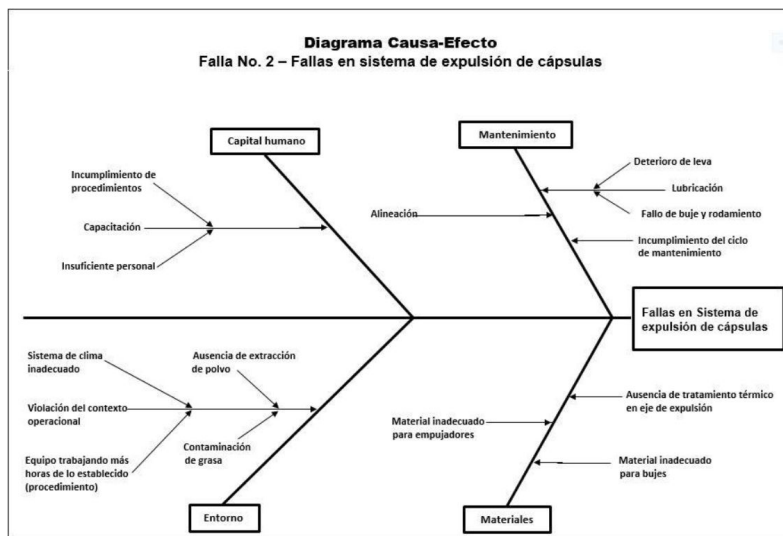 Diagrama Causa-Efecto
Falla No. 2 – Fallas en sistema de expulsión de cápsulas
Capital humano
Mantenimiento
Incumplimiento de
procedimientos
Capacitación
Insuficiente personal
Alineación
Deterioro de leva
Lubricación
Fallo de buje y rodamiento
Incumplimiento del ciclo
de mantenimiento
Fallas en Sistema de
expulsión de cápsulas
Sistema de clima
inadecuado
Ausencia de extracción
de polvo
Violación del contexto
operacional
Contaminación
de grasa
Equipo trabajando más
horas de lo establecido
(procedimiento)
Ausencia de tratamiento térmico
en eje de expulsión
Material inadecuado
para empujadores
Material inadecuado
para bujes
Entorno
Materiales